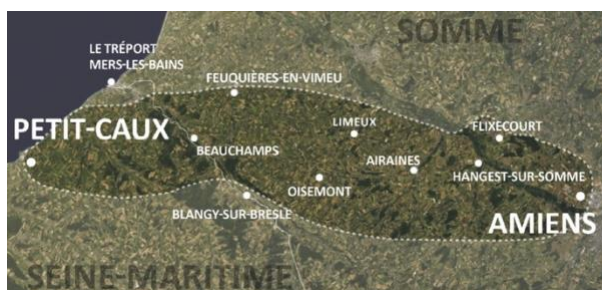 SOMME
LE TRÉPORT
MERS-LES-BAINS
FEUQUIÈRES-EN-VIMEU
PETIT-CAUX
LIMEUX
FLIXECOURT
BEAUCHAMPS
AIRAINES
HANGEST-SUR-SOMME
OISEMONT
BLANGY-SUR-BRESLE
AMIENS
SEINE-MARITIME